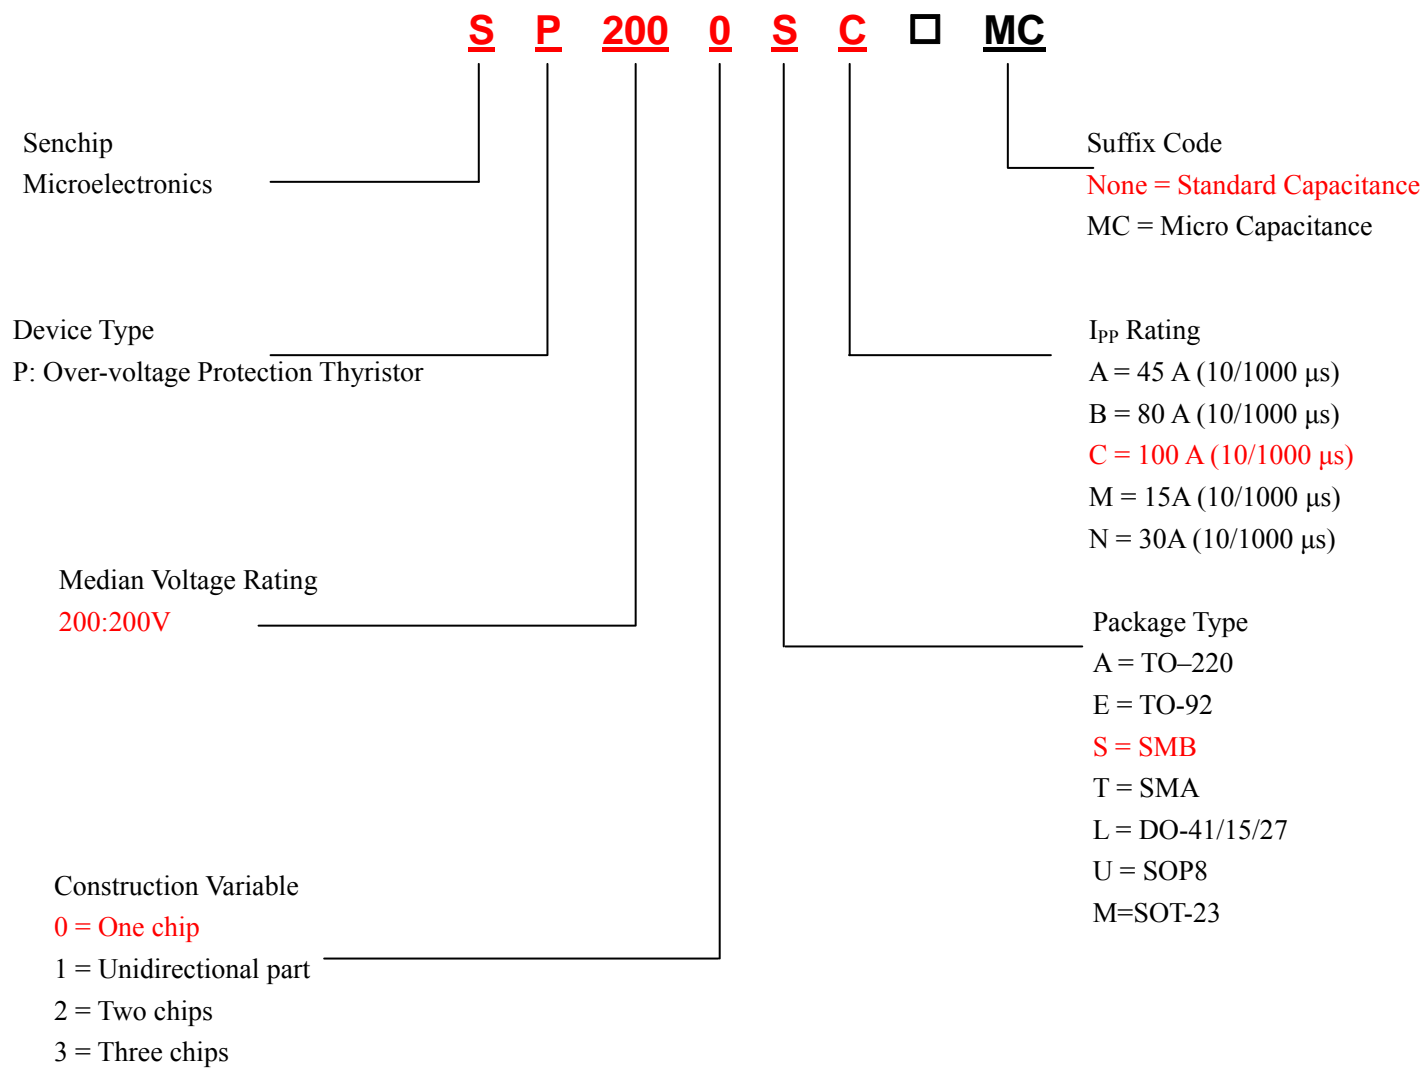 S P 200 0 S C □ MC
Senchip
Microelectronics
Suffix Code
None = Standard Capacitance
MC = Micro Capacitance
Device Type
P: Over-voltage Protection Thyristor
IPP Rating
A = 45 A (10/1000 μs)
B = 80 A (10/1000 μs)
C = 100 A (10/1000 μs)
M = 15A (10/1000 μs)
N = 30A (10/1000 μs)
Median Voltage Rating
200:200V
Package Type
A = TO–220
E = TO-92
S = SMB
T = SMA
L = DO-41/15/27
U = SOP8
M=SOT-23
Construction Variable
0 = One chip
1 = Unidirectional part
2 = Two chips
3 = Three chips